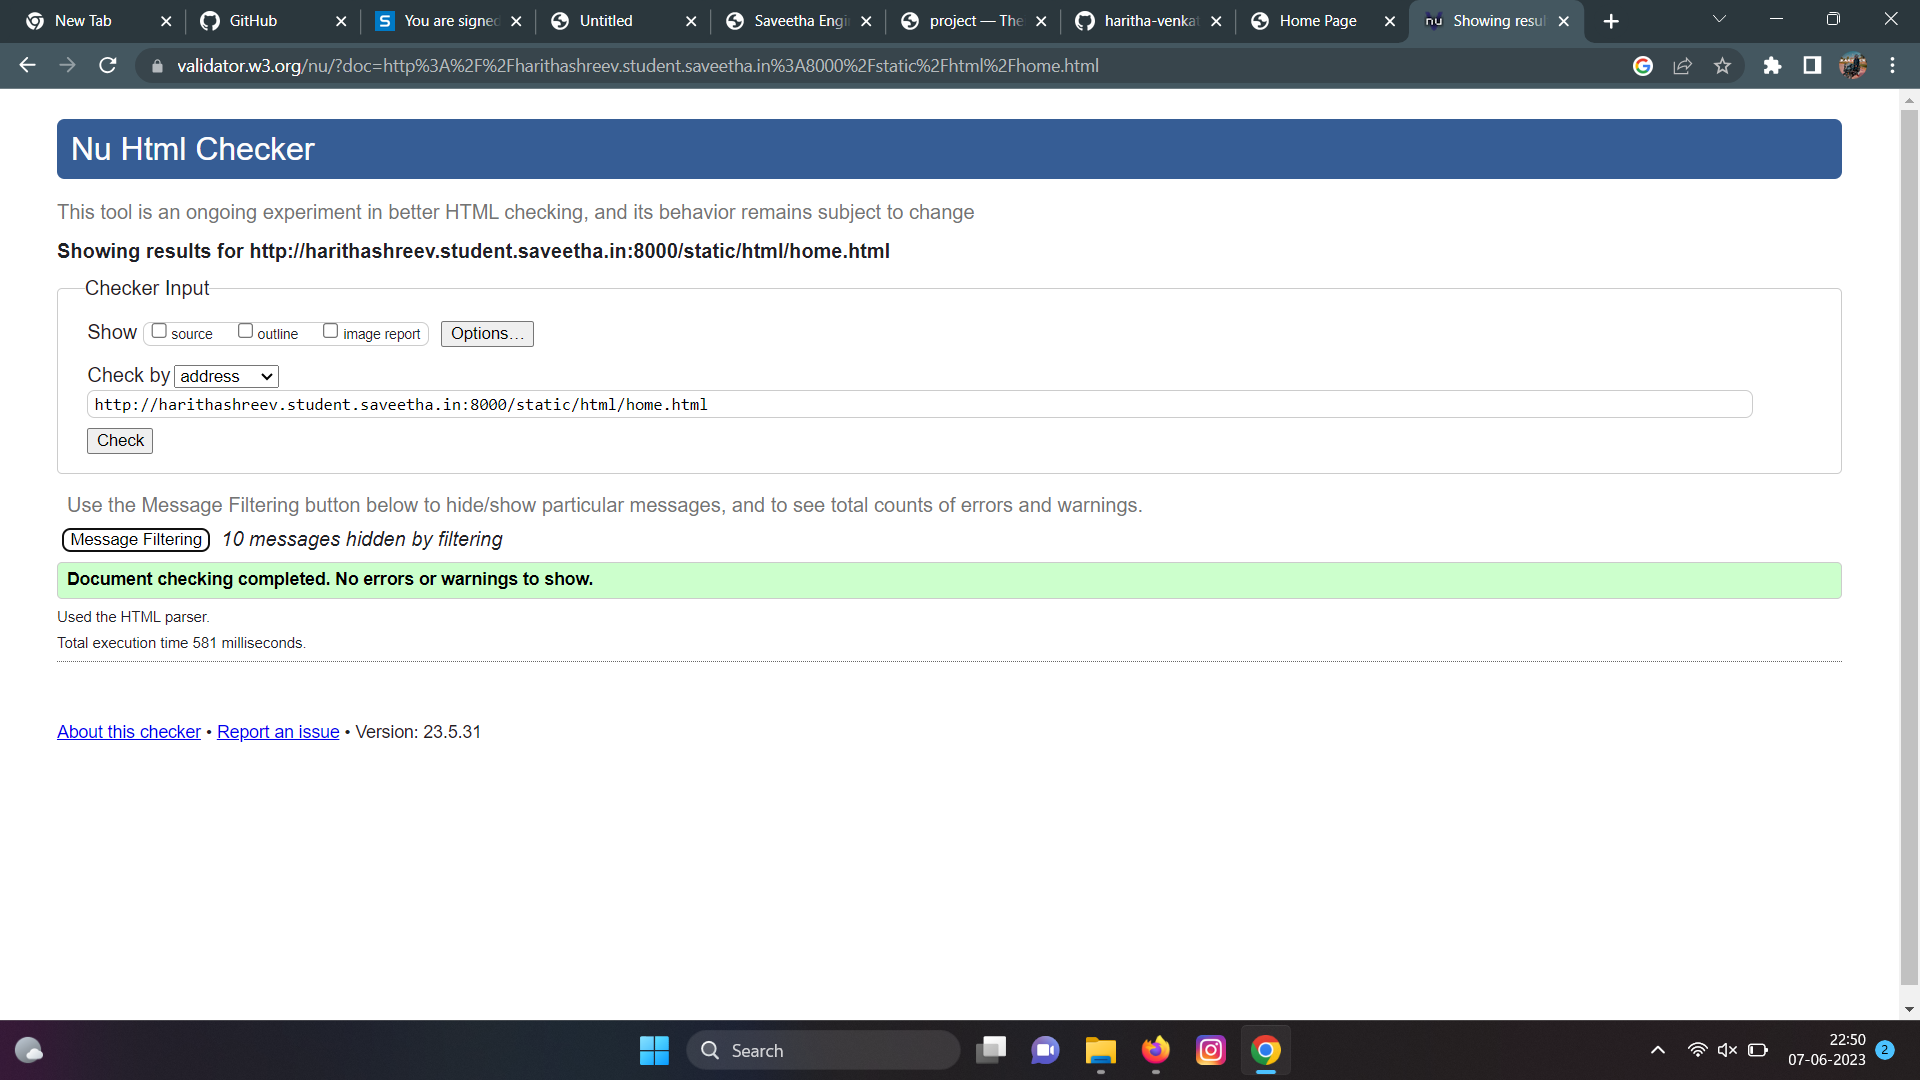 New Tab
GitHub
You are signed
Untitled
Saveetha Engi
project — The
haritha-venkat
Home Page
nu Showing resul
validator.w3.org/nu/?doc=http%3A%2F%2Fharithashreev.student.saveetha.in%3A8000%2Fstatic%2Fhtml%2Fhome.html
Nu Html Checker
This tool is an ongoing experiment in better HTML checking, and its behavior remains subject to change
Showing results for http://harithashreev.student.saveetha.in:8000/static/html/home.html
Checker Input
Show source outline image report Options...
Check by address
http://harithashreev.student.saveetha.in:8000/static/html/home.html
Check
Use the Message Filtering button below to hide/show particular messages, and to see total counts of errors and warnings.
Message Filtering 10 messages hidden by filtering
Document checking completed. No errors or warnings to show.
Used the HTML parser.
Total execution time 581 milliseconds.
About this checker • Report an issue • Version: 23.5.31
Search
22:50
07-06-2023
2